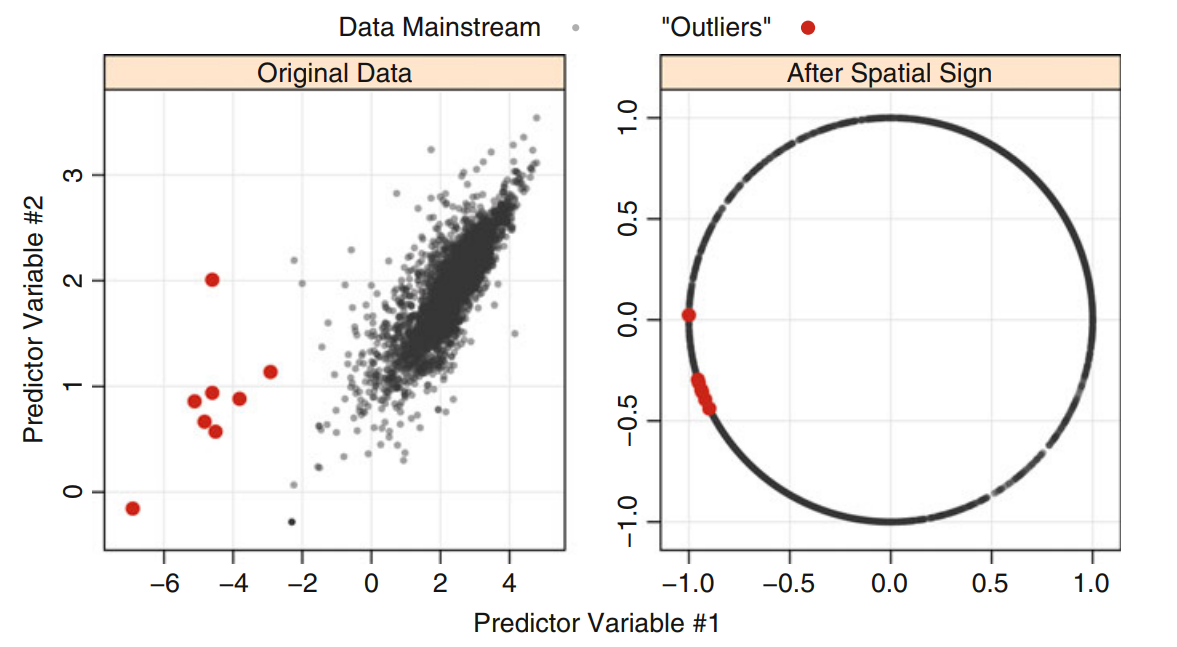 Data Mainstream
"Outliers"
Original Data
After Spatial Sign
Predictor Variable #2
3
2
1
0
−6 −4 −2 0 2 4
1.0
0.5
0.0
−0.5
−1.0
−1.0 −0.5 0.0 0.5 1.0
Predictor Variable #1